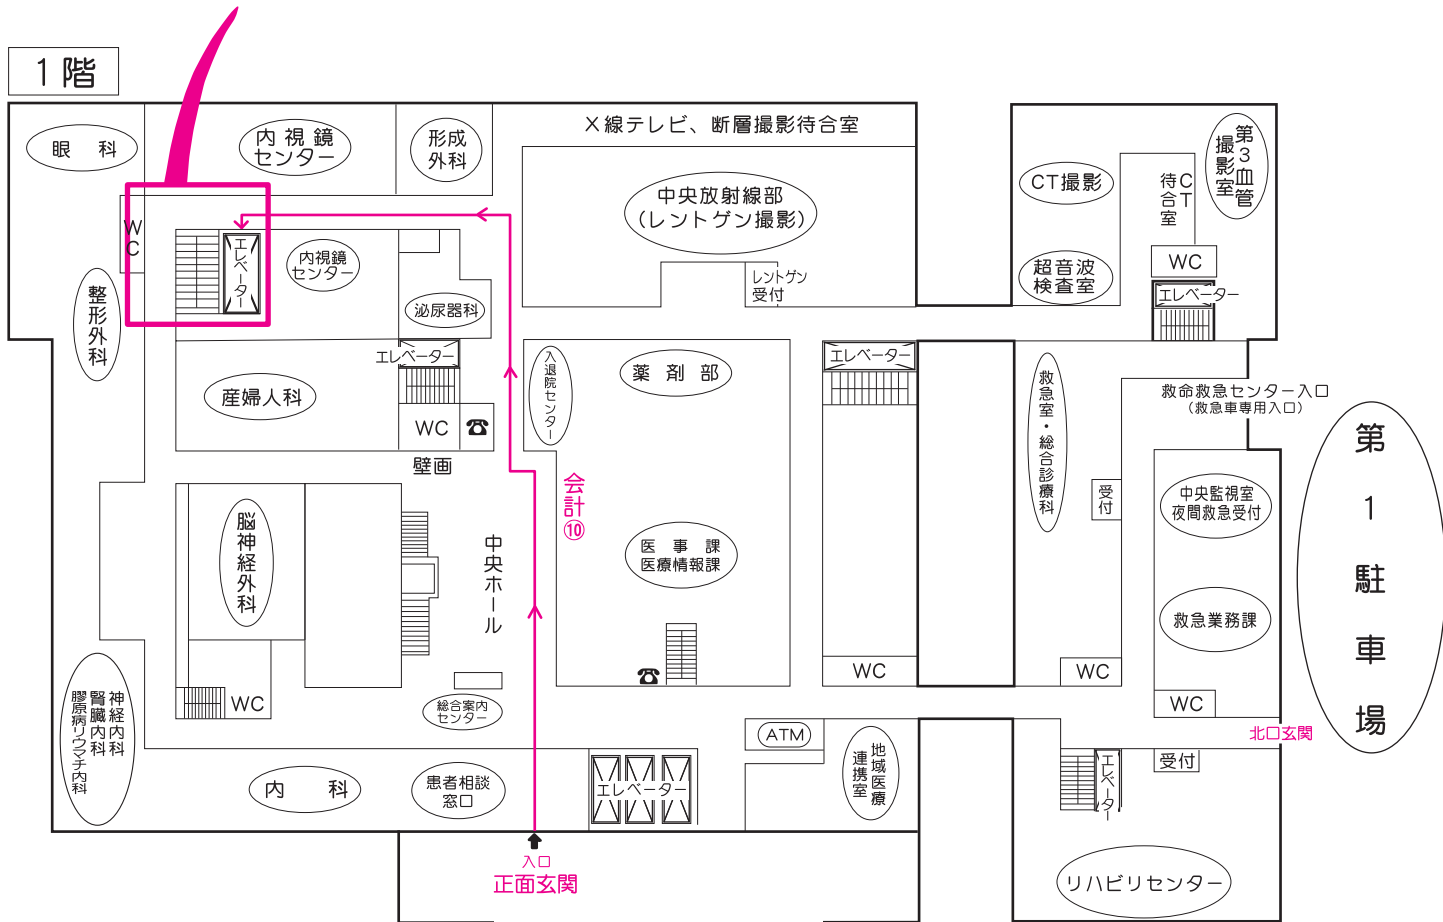 1階
眼　科
内 視 鏡
センター
形成
外科
X線テレビ、断層撮影待合室
中央放射線部
（レントゲン撮影）
レントゲン
受付
CT撮影
CT
待合室
第3血管
撮影室
超音波
検査室
WC
エレベーター
WC
エレベーター
内視鏡
センター
泌尿器科
整形外科
エレベーター
産婦人科
WC
☎
壁画
入退院センター
薬 剤 部
エレベーター
救急室・総合診療科
救命救急センター入口
（救急車専用入口）
第1駐車場
受付
中央監視室
夜間救急受付
会計⑩
脳神経外科
中央ホール
医 事 課
医療情報課
救急業務課
☎
WC
WC
WC
WC
神経内科
腎臓内科
膠原病リウマチ内科
総合案内
センター
ATM
地域医療
連携室
北口玄関
受付
エレベーター
内　科
患者相談
窓口
エレベーター
入口
正面玄関
リハビリセンター